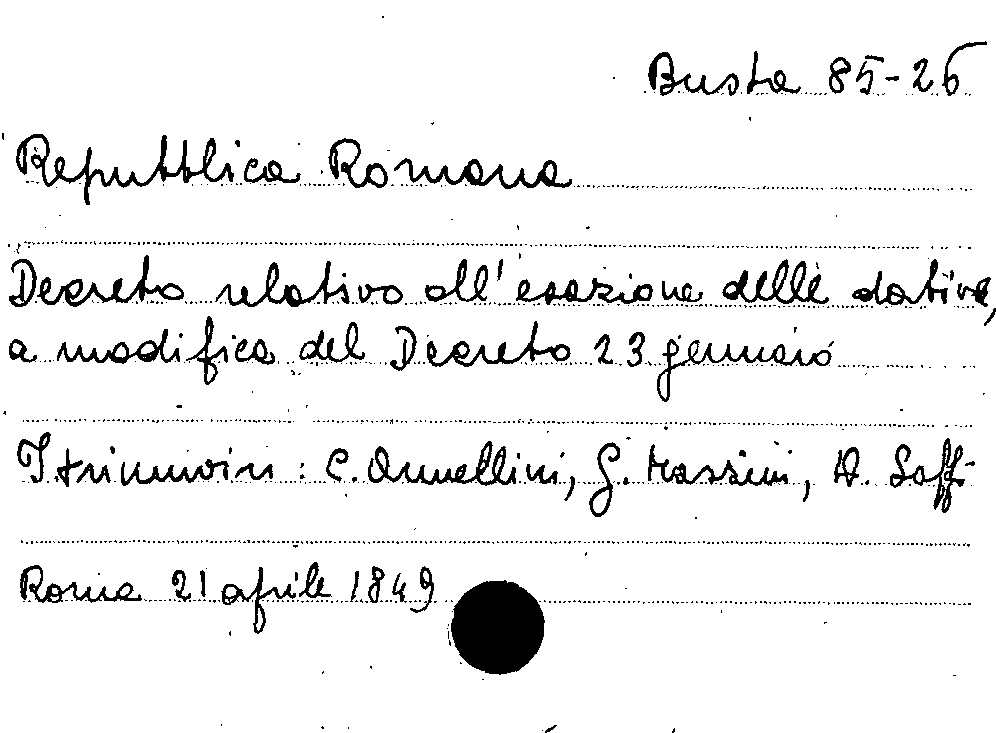 Busta 85-26
Repubblica Romana
Decreto relativo all'esazione delle dative,
a modifica del Decreto 23 gennaio
I triumviri: C. Armellini, G. Mazzini, A. Saffi
Roma 21 aprile 1849